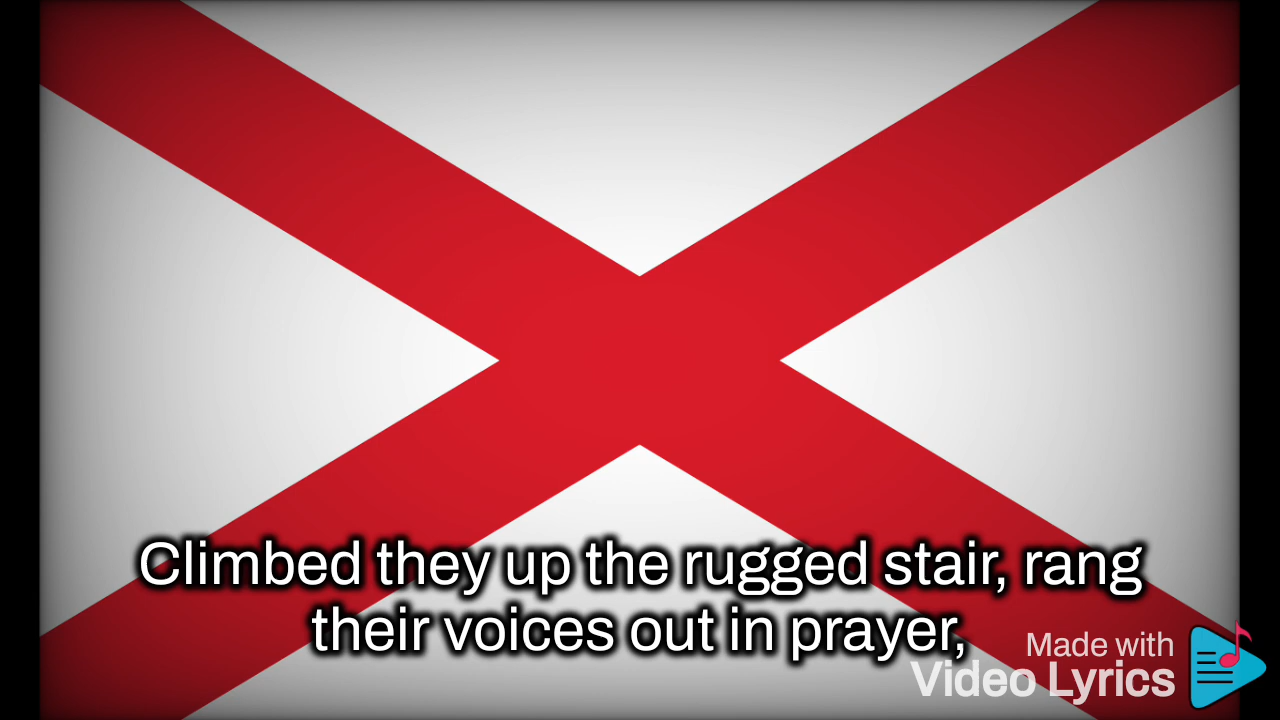 Climbed they up the rugged stair, rang
their voices out in prayer,
Made with
Video Lyrics